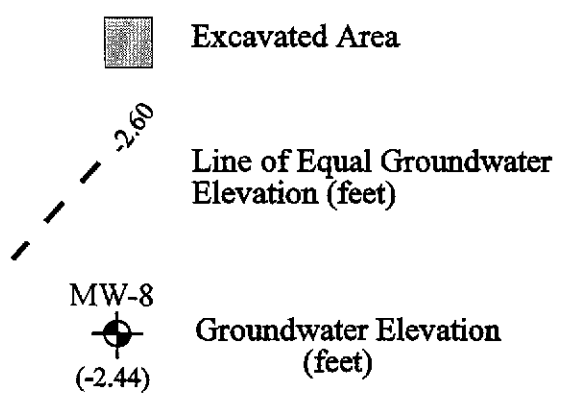 Excavated Area
-2.60
Line of Equal Groundwater
Elevation (feet)
MW-8
(-2.44)
Groundwater Elevation
(feet)